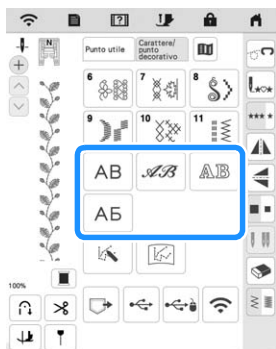 N
Punto utile
Carattere/
punto
decorativo
6 7 8
9 10 11
AB AB AB
АБ
100%